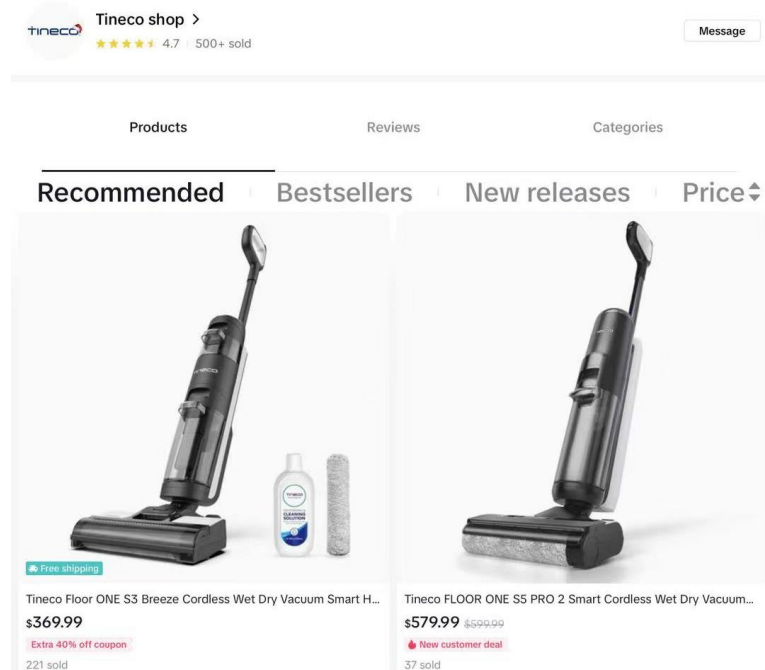 TINECO
Tineco shop >
4.7 500+ sold
Message
Products Reviews Categories
Recommended Bestsellers New releases Price
TINECO
TINECO
CLEANING
SOLUTION
Free shipping
Tineco Floor ONE S3 Breeze Cordless Wet Dry Vacuum Smart H...
$369.99
Extra 40% off coupon
221 sold
Tineco FLOOR ONE S5 PRO 2 Smart Cordless Wet Dry Vacuum...
$579.99 $599.99
New customer deal
37 sold